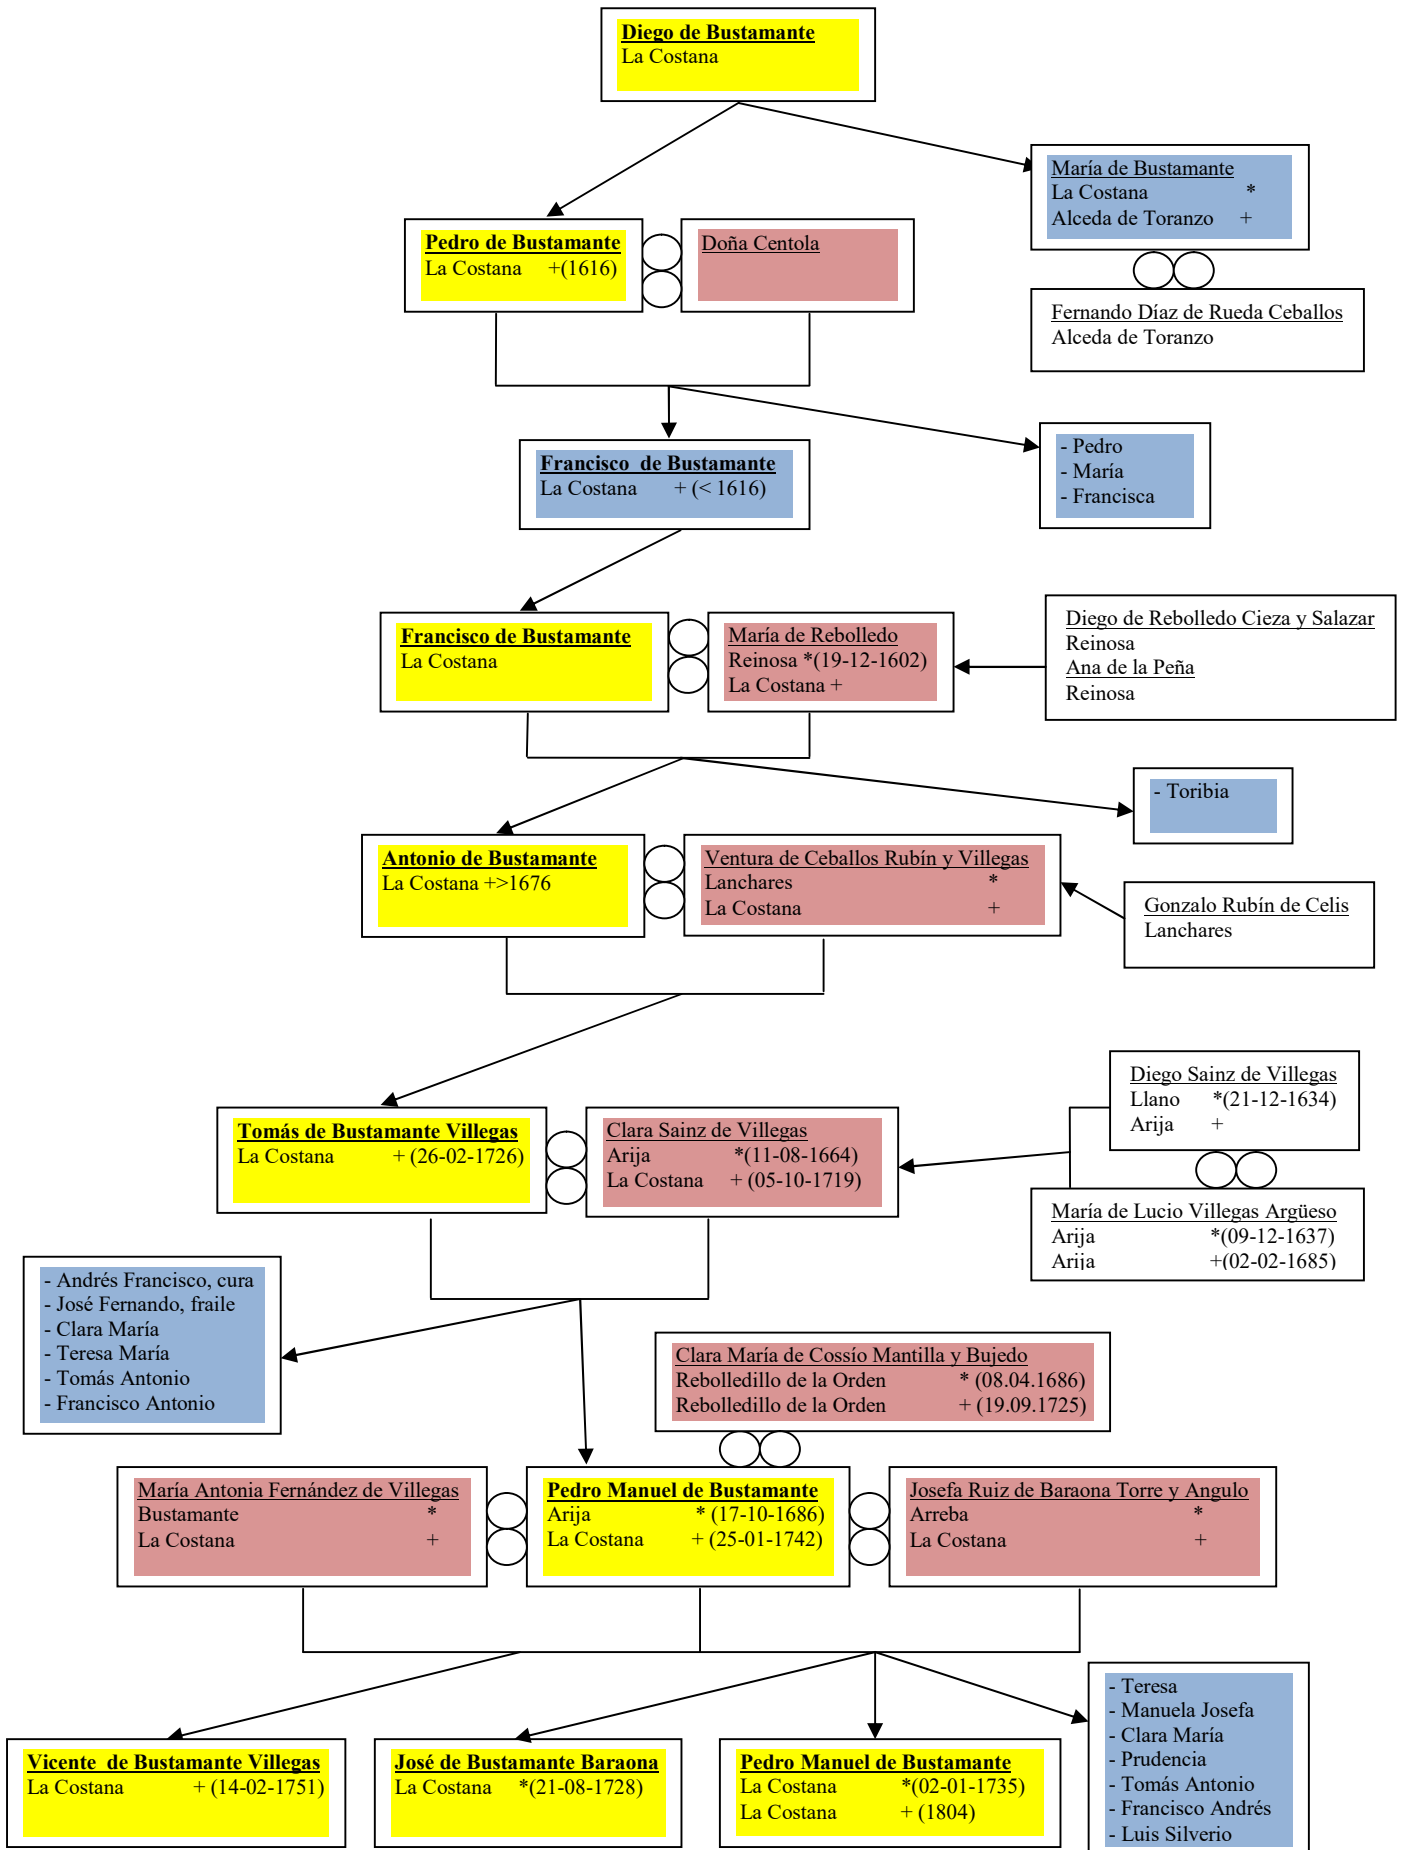 Diego de Bustamante
La Costana
María de Bustamante
La Costana *
Alceda de Toranzo +
Pedro de Bustamante
La Costana +(1616)
Doña Centola
Fernando Díaz de Rueda Ceballos
Alceda de Toranzo
Francisco de Bustamante
La Costana + (< 1616)
- Pedro
- María
- Francisca
Francisco de Bustamante
La Costana
María de Rebolledo
Reinosa *(19-12-1602)
La Costana +
Diego de Rebolledo Cieza y Salazar
Reinosa
Ana de la Peña
Reinosa
- Toribia
Antonio de Bustamante
La Costana +>1676
Ventura de Ceballos Rubín y Villegas
Lanchares *
La Costana +
Gonzalo Rubín de Celis
Lanchares
Diego Sainz de Villegas
Llano *(21-12-1634)
Arija +
Tomás de Bustamante Villegas
La Costana + (26-02-1726)
Clara Sainz de Villegas
Arija *(11-08-1664)
La Costana + (05-10-1719)
María de Lucio Villegas Argüeso
Arija *(09-12-1637)
Arija +(02-02-1685)
- Andrés Francisco, cura
- José Fernando, fraile
- Clara María
- Teresa María
- Tomás Antonio
- Francisco Antonio
Clara María de Cossío Mantilla y Bujedo
Rebolledillo de la Orden * (08.04.1686)
Rebolledillo de la Orden + (19.09.1725)
María Antonia Fernández de Villegas
Bustamante *
La Costana +
Pedro Manuel de Bustamante
Arija * (17-10-1686)
La Costana + (25-01-1742)
Josefa Ruiz de Baraona Torre y Angulo
Arreba *
La Costana +
Vicente de Bustamante Villegas
La Costana + (14-02-1751)
José de Bustamante Baraona
La Costana *(21-08-1728)
Pedro Manuel de Bustamante
La Costana *(02-01-1735)
La Costana + (1804)
- Teresa
- Manuela Josefa
- Clara María
- Prudencia
- Tomás Antonio
- Francisco Andrés
- Luis Silverio